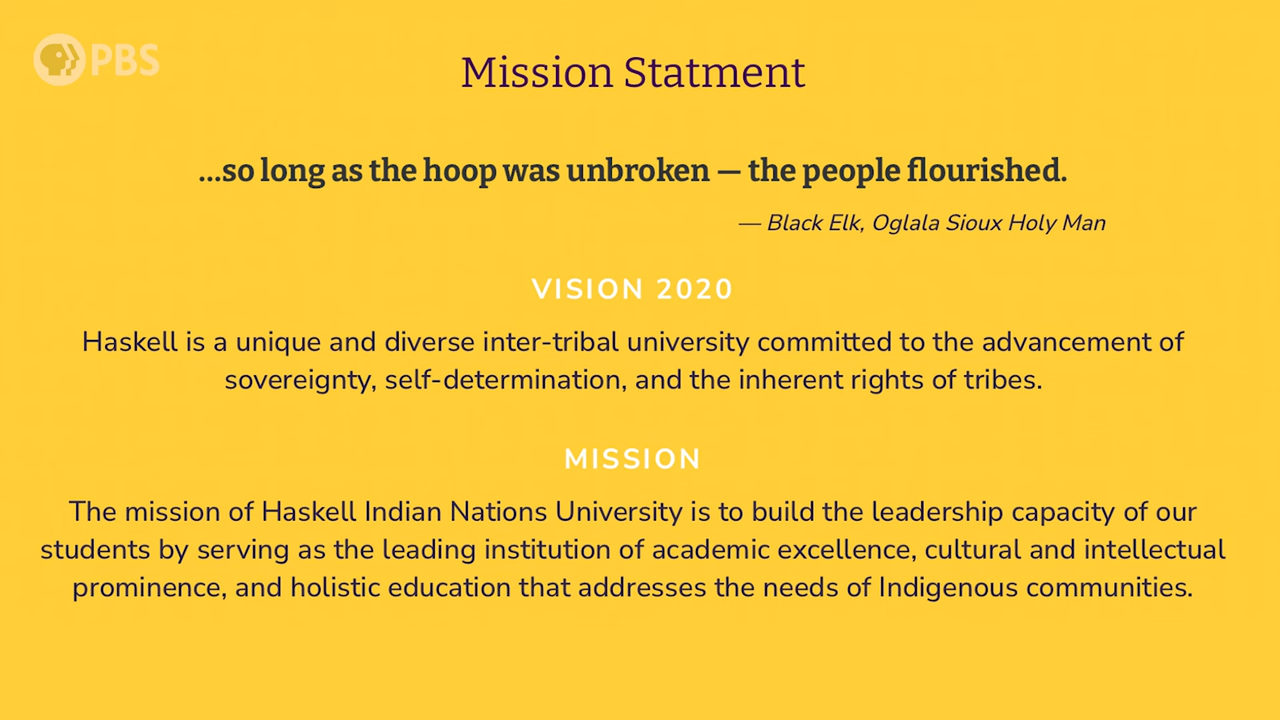 PBS
Mission Statment
...so long as the hoop was unbroken — the people flourished.
— Black Elk, Oglala Sioux Holy Man
VISION 2020
Haskell is a unique and diverse inter-tribal university committed to the advancement of
sovereignty, self-determination, and the inherent rights of tribes.
MISSION
The mission of Haskell Indian Nations University is to build the leadership capacity of our
students by serving as the leading institution of academic excellence, cultural and intellectual
prominence, and holistic education that addresses the needs of Indigenous communities.